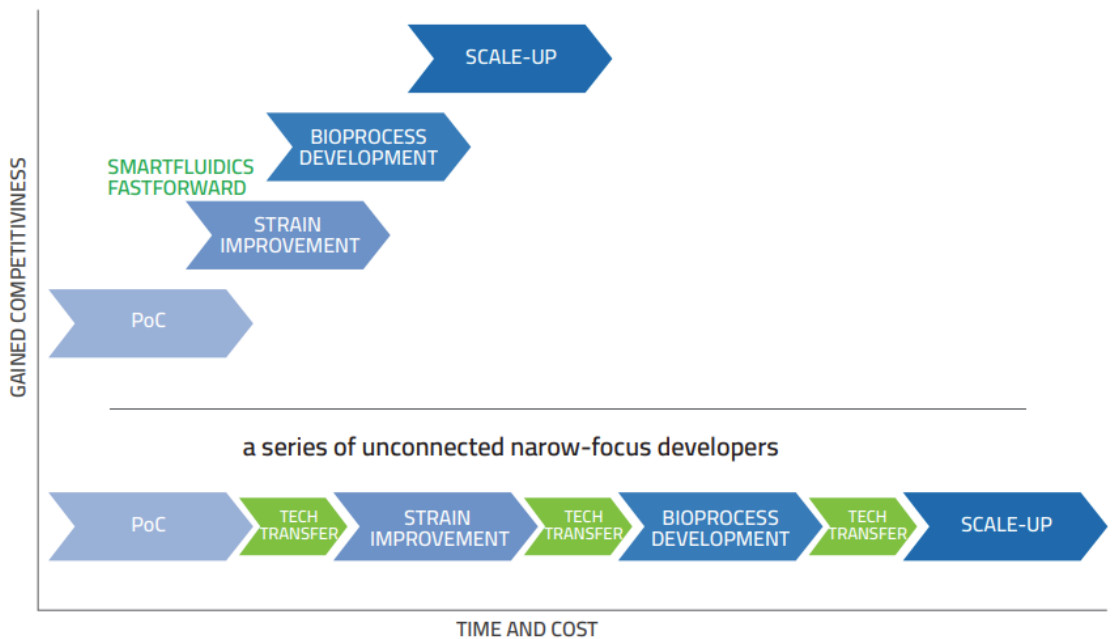 SCALE-UP
BIOPROCESS
DEVELOPMENT
SMARTFLUIDICS
FASTFORWARD
STRAIN
IMPROVEMENT
PoC
GAINED COMPETITIVINESS
a series of unconnected narow-focus developers
PoC
TECH
TRANSFER
STRAIN
IMPROVEMENT
TECH
TRANSFER
BIOPROCESS
DEVELOPMENT
TECH
TRANSFER
SCALE-UP
TIME AND COST